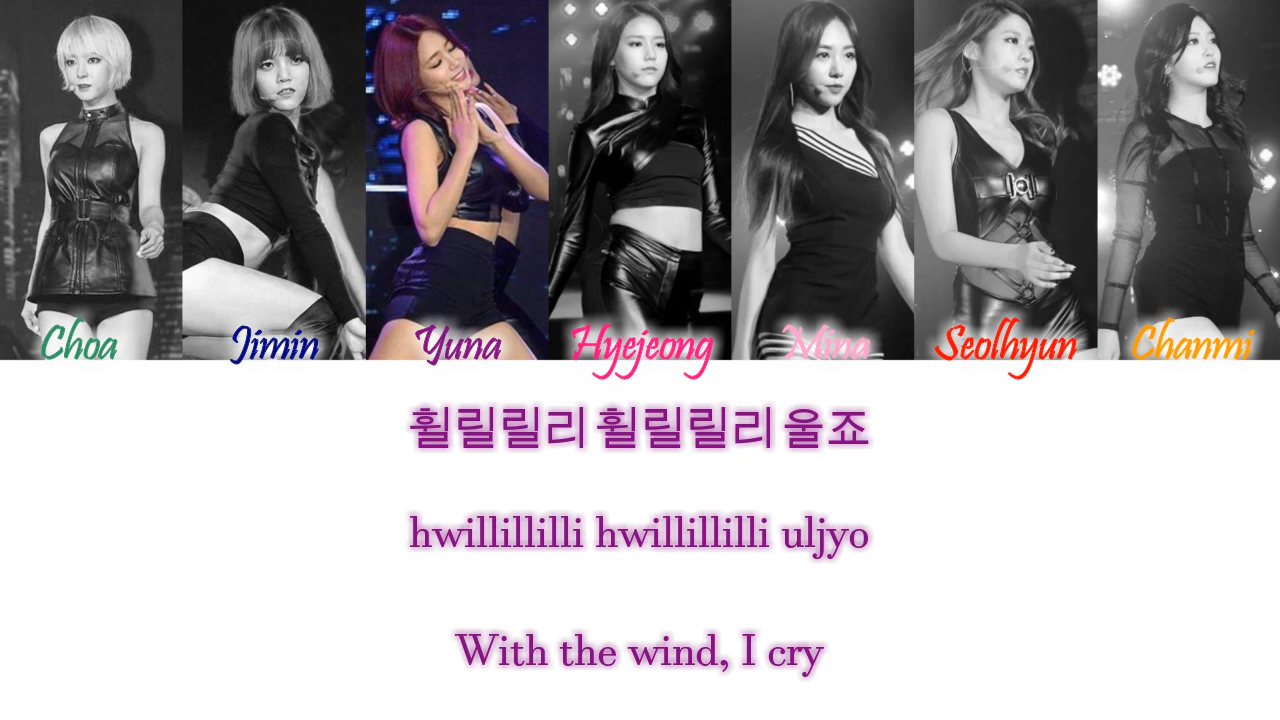 Choa Jimin Yuna Hyejeong Mina Seolhyun Chanmi
휠릴릴리 휠릴릴리 울죠
hwillillilli hwillillilli uljyo
With the wind, I cry